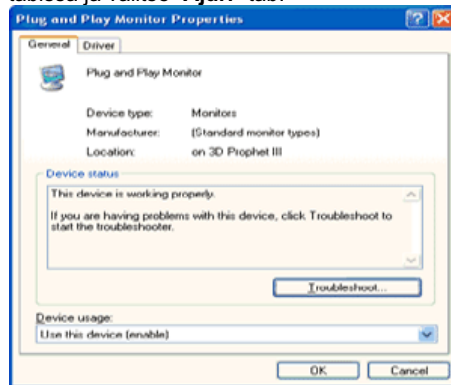 Plug and Play Monitor Properties
General Driver
Plug and Play Monitor
Device type: Monitors
Manufacturer: (Standard monitor types)
Location: on 3D Prophet III
Device status
This device is working properly.
If you are having problems with this device, click Troubleshoot to
start the troubleshooter.
Troubleshoot...
Device usage:
Use this device (enable)
OK Cancel